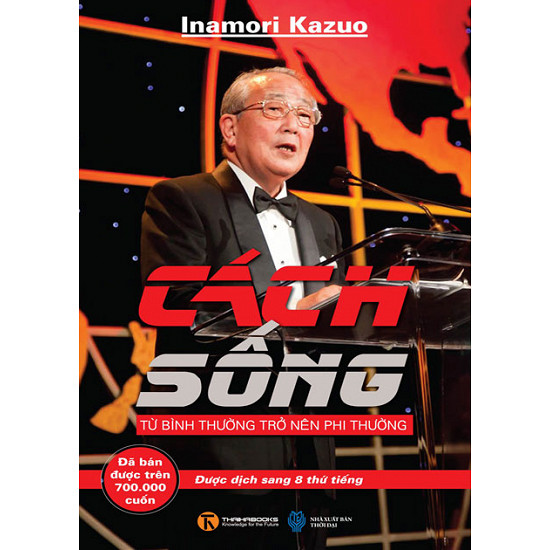 Inamori Kazuo
CÁCH
SỐNG
TỪ BÌNH THƯỜNG TRỞ NÊN PHI THƯỜNG
Đã bán
được trên
700.000
cuốn
Được dịch sang 8 thứ tiếng
THAIHABOOKS
Knowledge for the Future
NHÀ XUẤT BẢN
THỜI ĐẠI